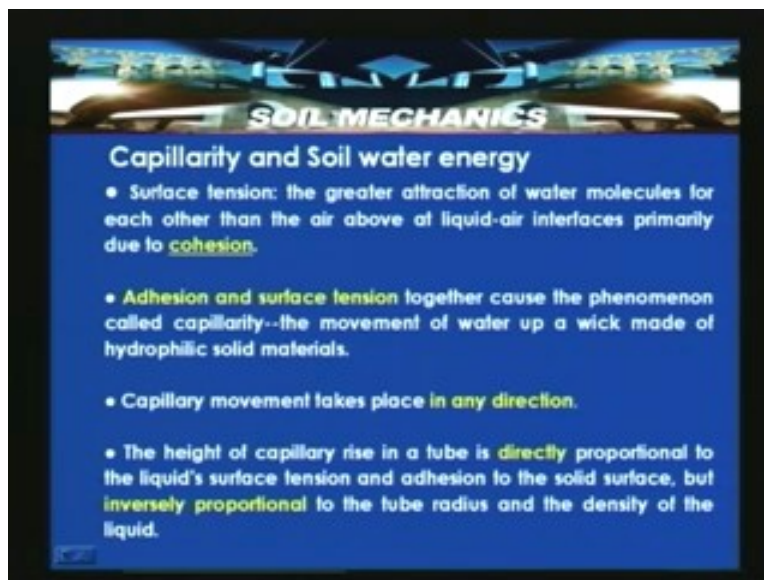 SOIL MECHANICS
Capillarity and Soil water energy
● Surface tension: the greater attraction of water molecules for
each other than the air above at liquid-air interfaces primarily
due to cohesion.
● Adhesion and surface tension together cause the phenomenon
called capillarity--the movement of water up a wick made of
hydrophilic solid materials.
● Capillary movement takes place in any direction.
● The height of capillary rise in a tube is directly proportional to
the liquid's surface tension and adhesion to the solid surface, but
inversely proportional to the tube radius and the density of the
liquid.